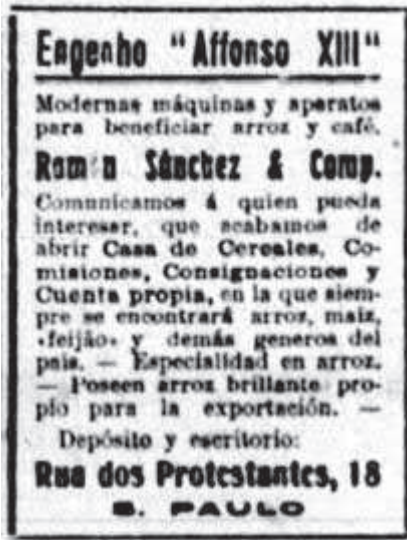 Engenho "Affonso XIII"
Modernas máquinas y aparatos
para beneficiar arroz y café.
Ramón Sánchez & Comp.
Comunicamos á quien pueda
interesar, que acabamos de
abrir Casa de Cereales, Co-
misiones, Consignaciones y
Cuenta propia, en la que siem-
pre se encontrará arroz, maiz,
«feijão» y demás generos del
pais. — Especialidad en arroz.
— Poseen arroz brillante pro-
pio para la exportación. —
Depósito y escritorio:
Rua dos Protestantes, 18
S. PAULO